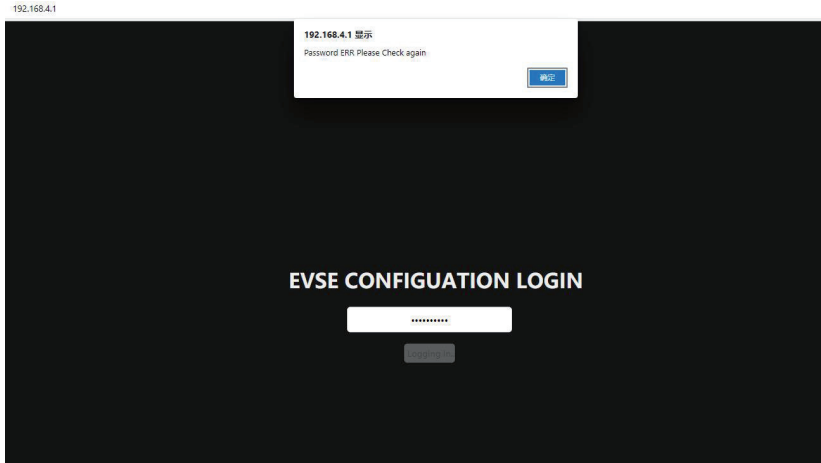 192.168.4.1
192.168.4.1 显示
Password ERR Please Check again
确定
EVSE CONFIGUATION LOGIN
••••••••••
Logging In